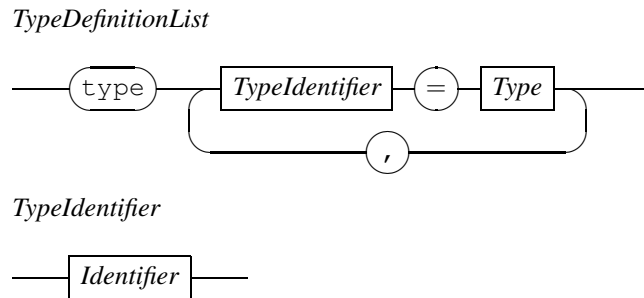 TypeDefinitionList
type TypeIdentifier = Type
,
TypeIdentifier
Identifier